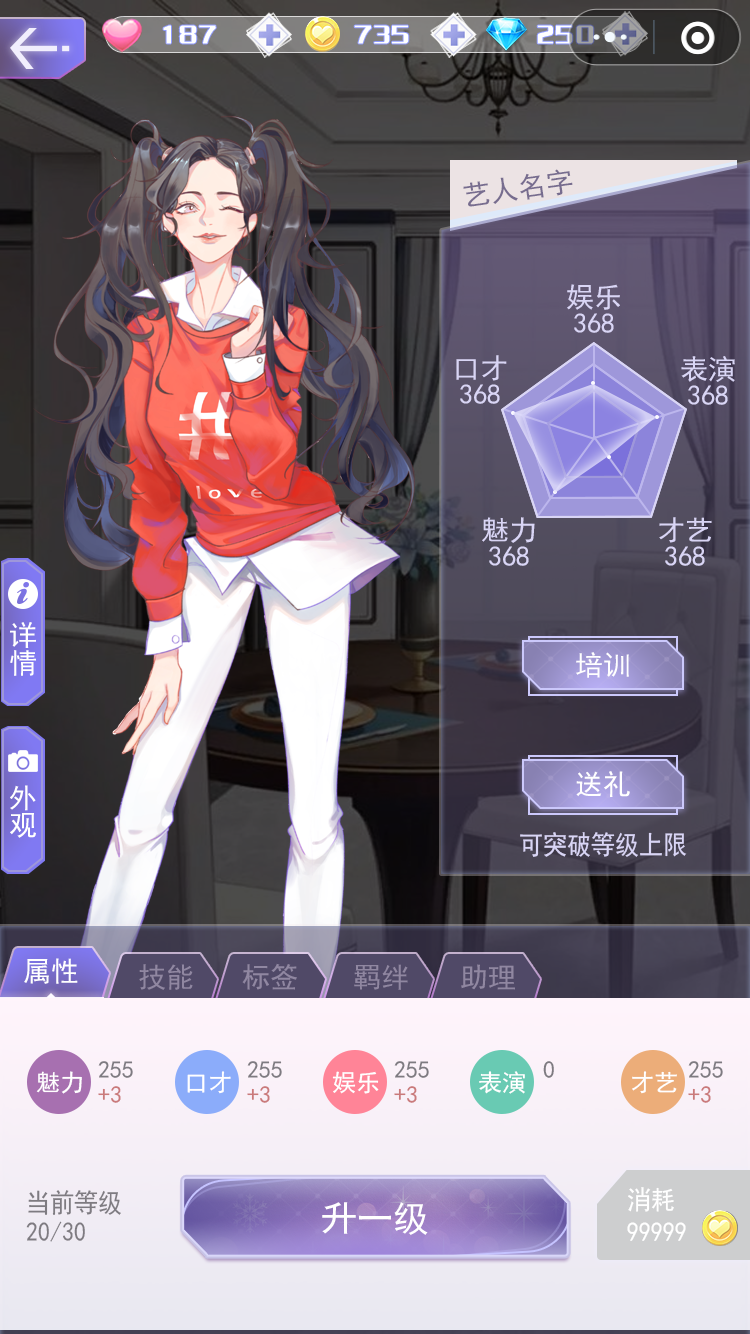 187
735
250
艺人名字
娱乐
368
口才
368
表演
368
魅力
368
才艺
368
love
详情
培训
送礼
可突破等级上限
外观
属性
技能
标签
羁绊
助理
魅力
255
+3
口才
255
+3
娱乐
255
+3
表演
0
才艺
255
+3
当前等级
20/30
升一级
消耗
99999